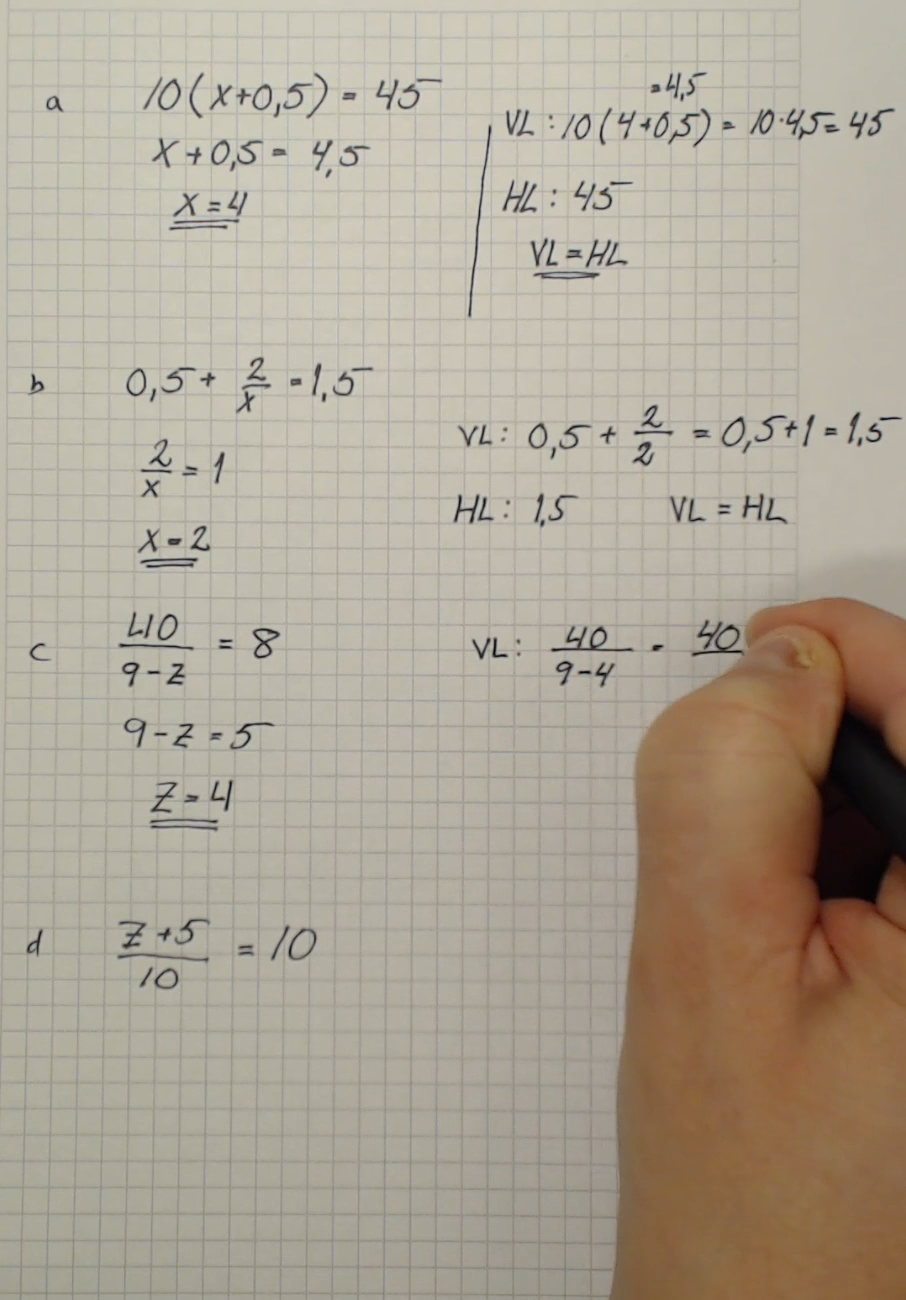 a 10(x+0,5) = 45
x+0,5 = 4,5
x=4
=4,5
VL: 10(4+0,5) = 10·4,5 = 45
HL: 45
VL=HL
b 0,5 + 2/x = 1,5
2/x = 1
x=2
VL: 0,5 + 2/2 = 0,5+1 = 1,5
HL: 1,5 VL = HL
c 40/(9-z) = 8
9-z = 5
z=4
VL: 40/(9-4) = 40
d (z+5)/10 = 10